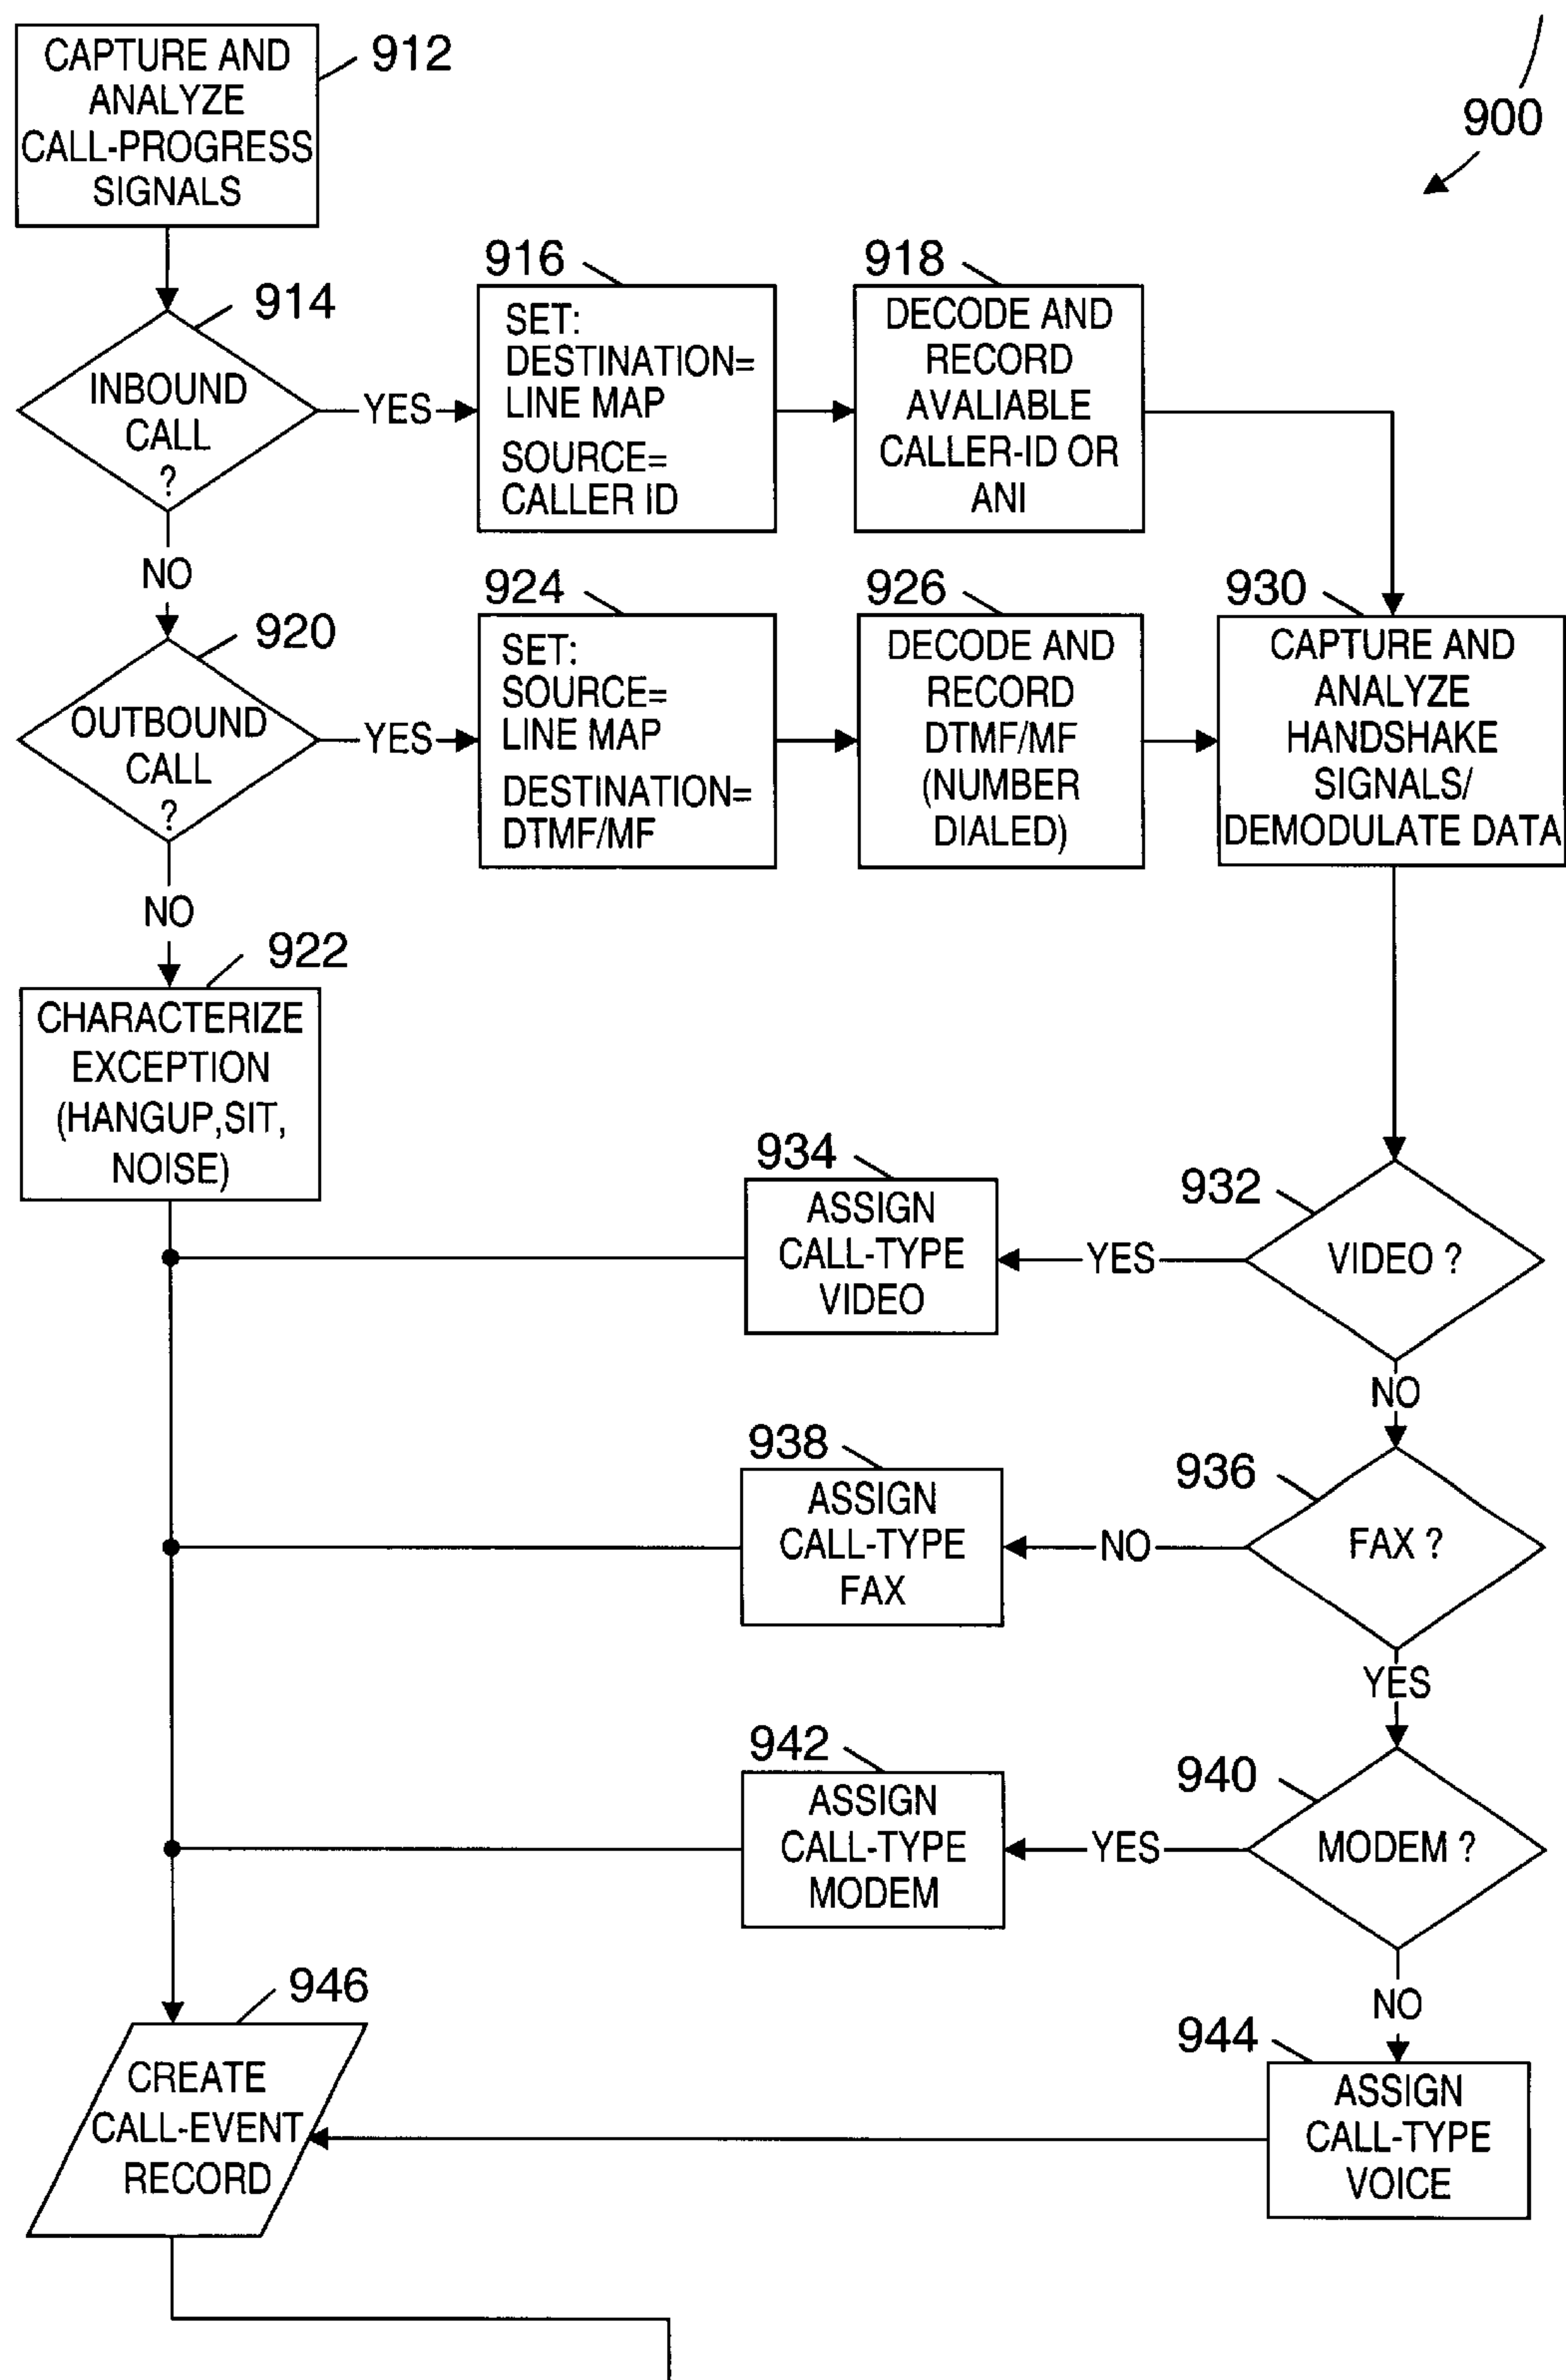 CAPTURE AND
ANALYZE
CALL-PROGRESS
SIGNALS
912
900
914
INBOUND
CALL
?
YES
916
SET:
DESTINATION=
LINE MAP
SOURCE=
CALLER ID
918
DECODE AND
RECORD
AVALIABLE
CALLER-ID OR
ANI
NO
920
OUTBOUND
CALL
?
YES
924
SET:
SOURCE=
LINE MAP
DESTINATION=
DTMF/MF
926
DECODE AND
RECORD
DTMF/MF
(NUMBER
DIALED)
930
CAPTURE AND
ANALYZE
HANDSHAKE
SIGNALS/
DEMODULATE DATA
NO
922
CHARACTERIZE
EXCEPTION
(HANGUP,SIT,
NOISE)
932
VIDEO ?
YES
934
ASSIGN
CALL-TYPE
VIDEO
NO
936
FAX ?
NO
938
ASSIGN
CALL-TYPE
FAX
YES
940
MODEM ?
YES
942
ASSIGN
CALL-TYPE
MODEM
NO
944
ASSIGN
CALL-TYPE
VOICE
946
CREATE
CALL-EVENT
RECORD